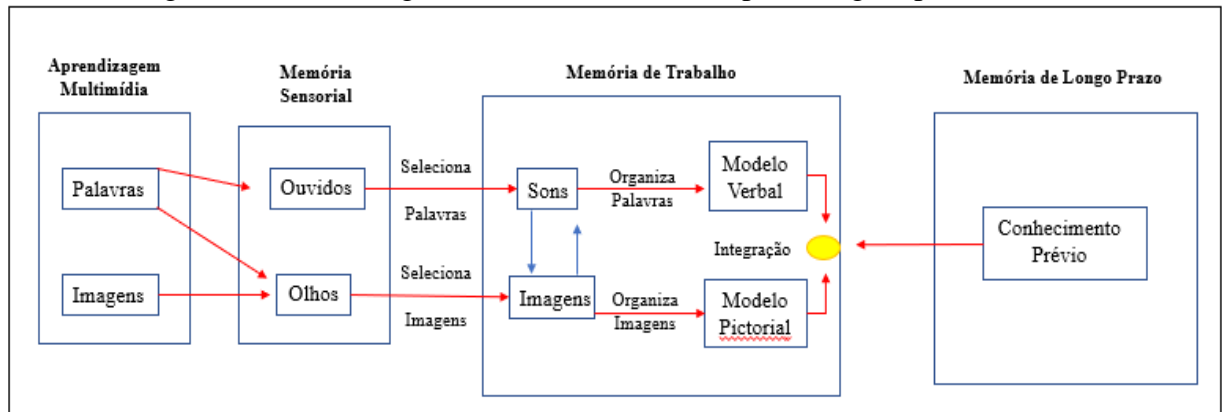 Aprendizagem
Multimídia
Memória
Sensorial
Memória de Trabalho
Memória de Longo Prazo
Palavras
Imagens
Ouvidos
Olhos
Seleciona
Palavras
Seleciona
Imagens
Sons
Imagens
Organiza
Palavras
Organiza
Imagens
Modelo
Verbal
Integração
Modelo
Pictorial
Conhecimento
Prévio